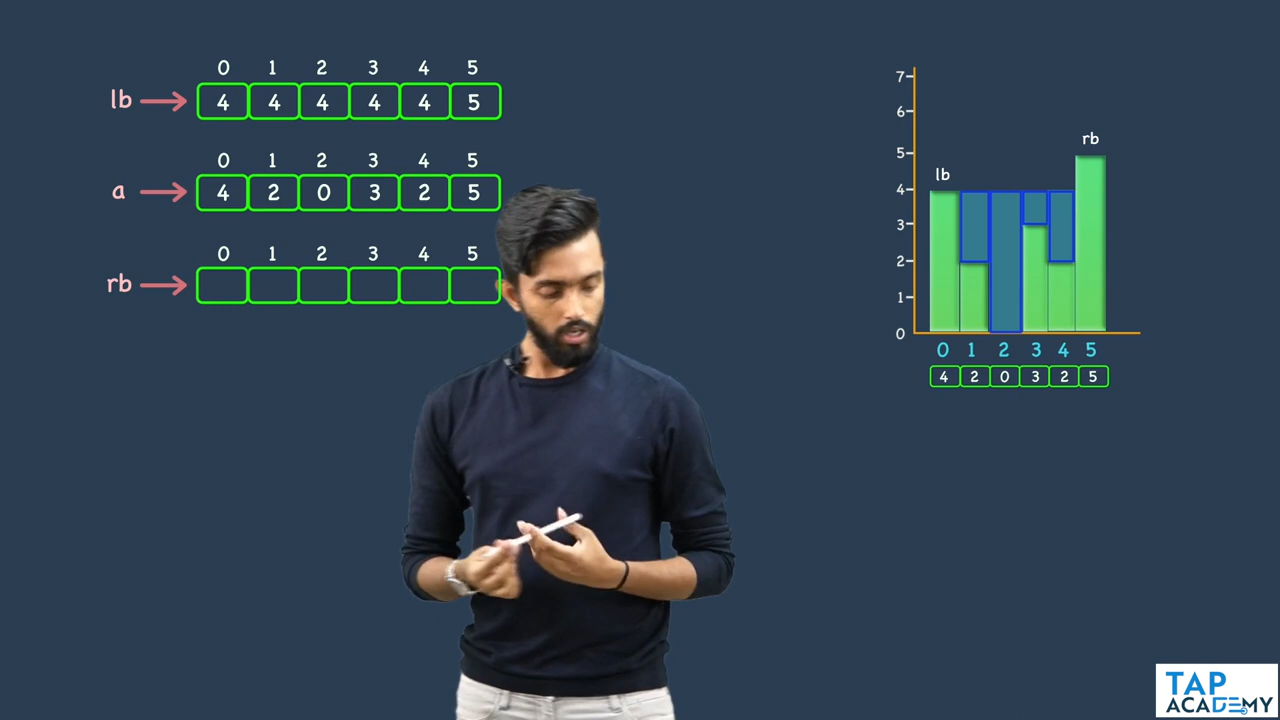 0 1 2 3 4 5
lb 4 4 4 4 4 5
0 1 2 3 4 5
a 4 2 0 3 2 5
0 1 2 3 4 5
rb
7
6
5
4
3
2
1
0
rb
lb
0 1 2 3 4 5
4 2 0 3 2 5
TAP
ACADEMY